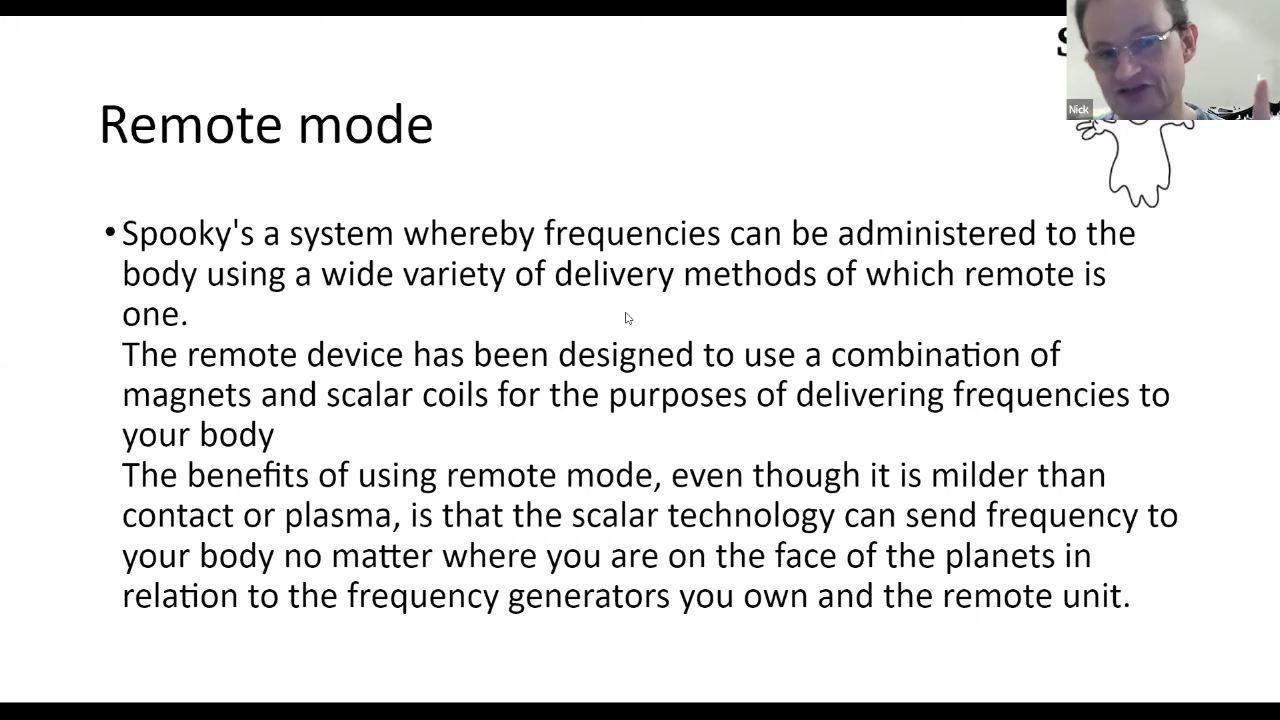 S
Nick
Remote mode
•Spooky's a system whereby frequencies can be administered to the
body using a wide variety of delivery methods of which remote is
one.
The remote device has been designed to use a combination of
magnets and scalar coils for the purposes of delivering frequencies to
your body
The benefits of using remote mode, even though it is milder than
contact or plasma, is that the scalar technology can send frequency to
your body no matter where you are on the face of the planets in
relation to the frequency generators you own and the remote unit.